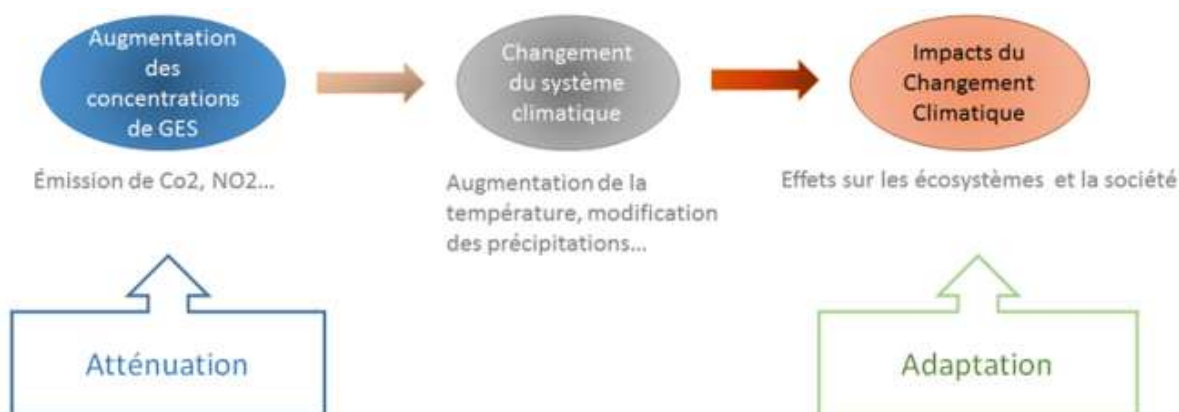 Augmentation
des
concentrations
de GES
Changement
du système
climatique
Impacts du
Changement
Climatique
Émission de Co2, NO2...
Augmentation de la
température, modification
des précipitations...
Effets sur les écosystèmes et la société
Atténuation
Adaptation